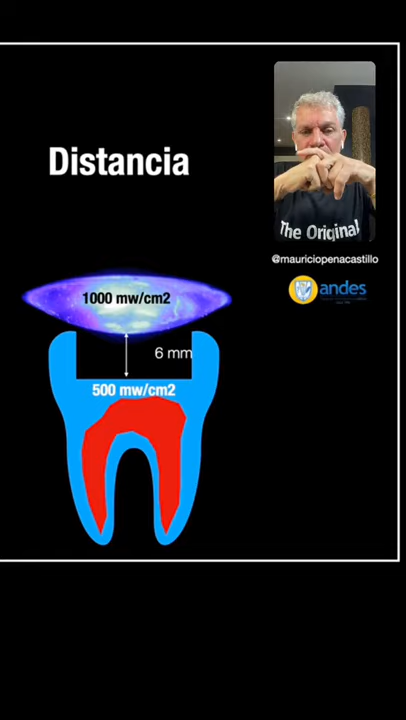 Distancia
The Original
@mauriciopenacastillo
andes
1000 mw/cm2
6 mm
500 mw/cm2